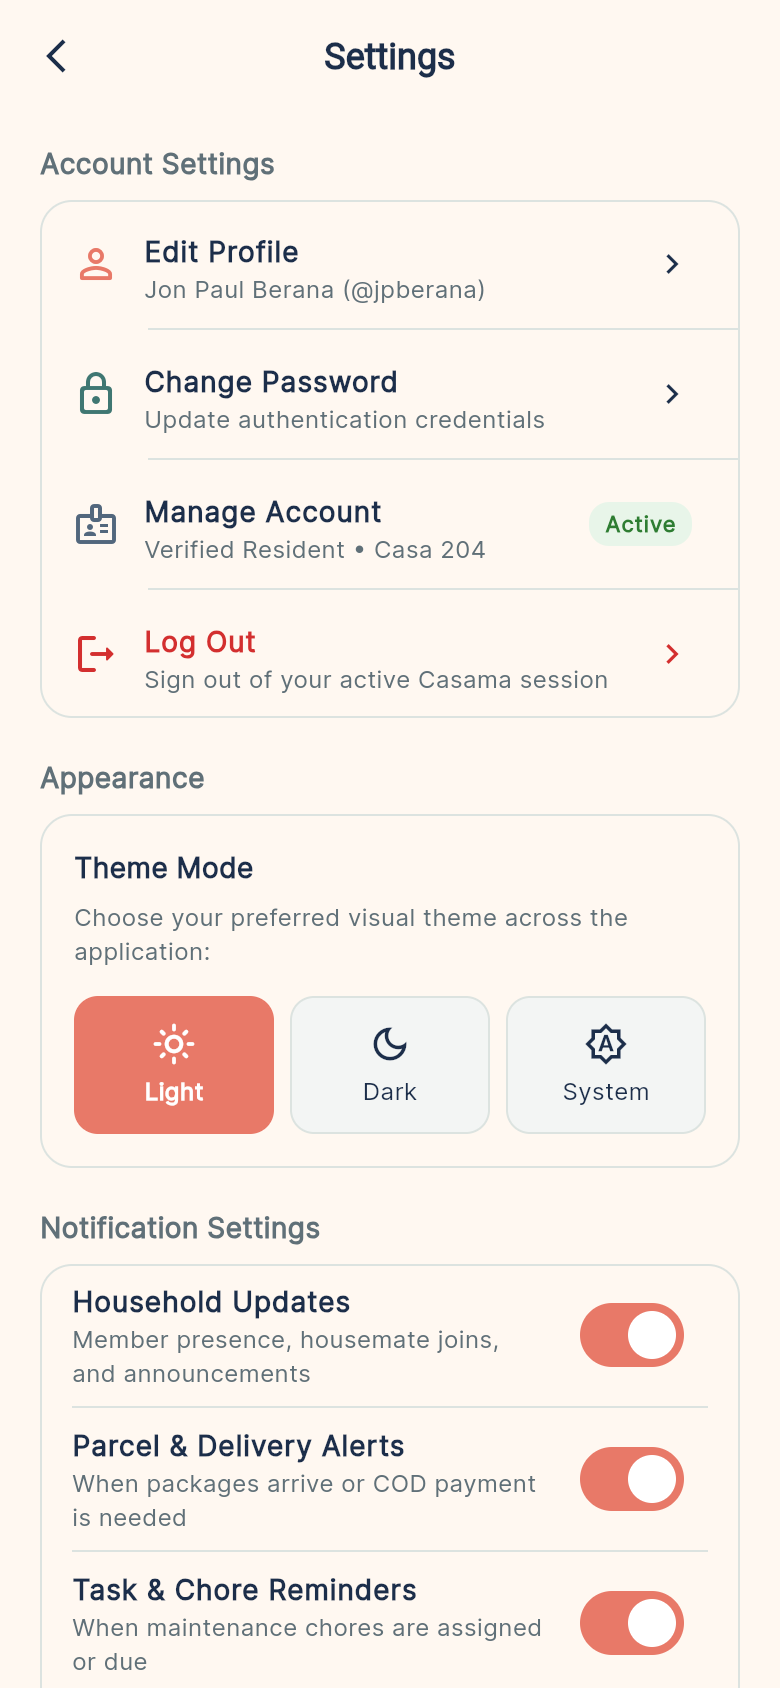 Settings
Account Settings
Edit Profile
Jon Paul Berana (@jpberana)
Change Password
Update authentication credentials
Manage Account
Verified Resident • Casa 204
Active
Log Out
Sign out of your active Casama session
Appearance
Theme Mode
Choose your preferred visual theme across the
application:
A
Light
Dark
System
Notification Settings
Household Updates
Member presence, housemate joins,
and announcements
Parcel & Delivery Alerts
When packages arrive or COD payment
is needed
Task & Chore Reminders
When maintenance chores are assigned
or due